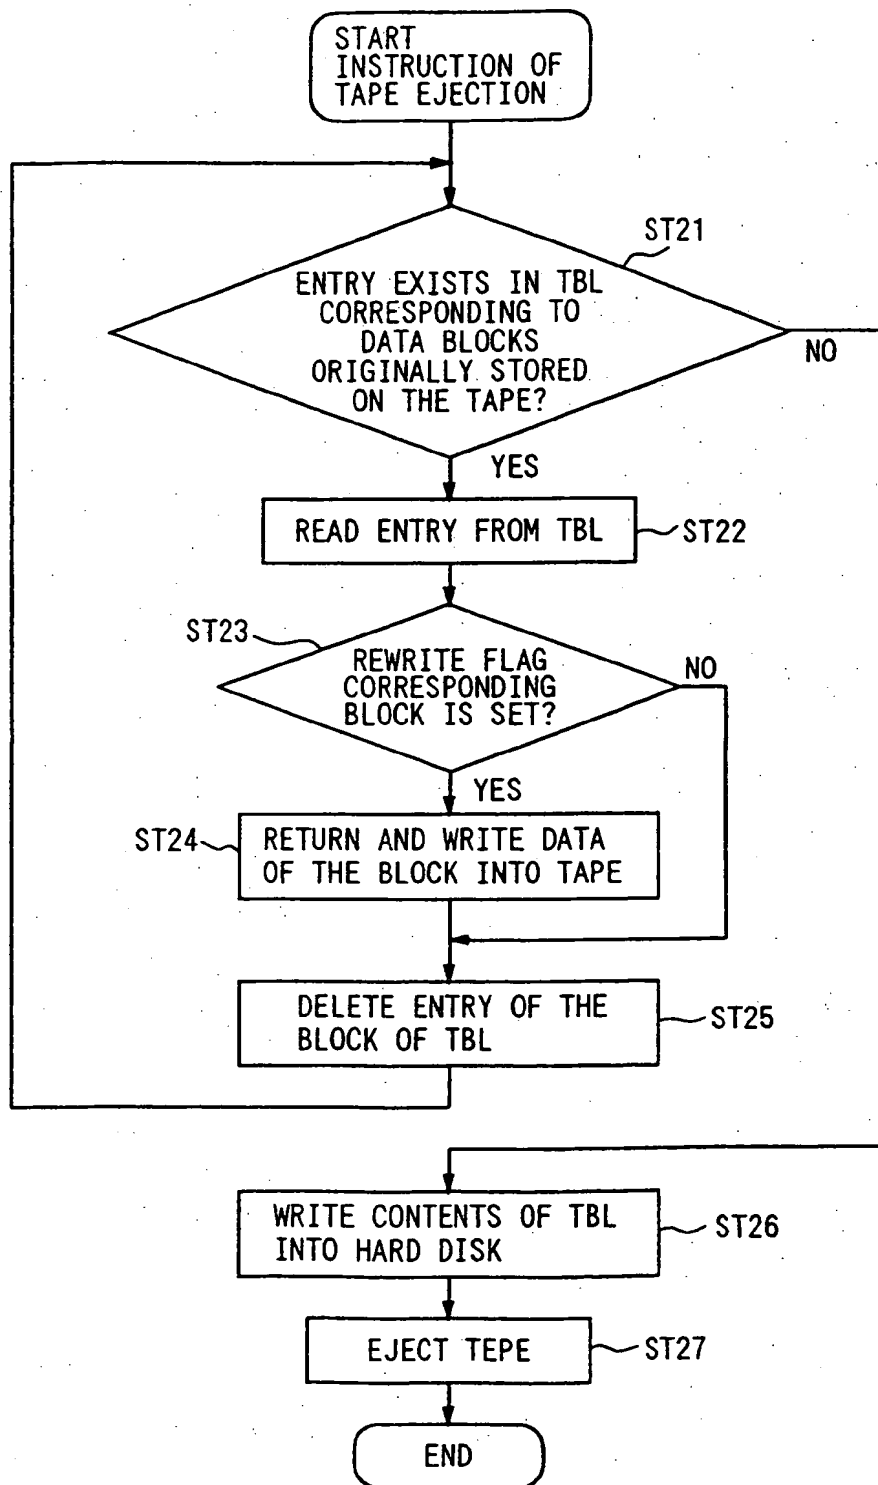 START
INSTRUCTION OF
TAPE EJECTION
ST21
ENTRY EXISTS IN TBL
CORRESPONDING TO
DATA BLOCKS
ORIGINALLY STORED
ON THE TAPE?
NO
YES
READ ENTRY FROM TBL
ST22
ST23
REWRITE FLAG
CORRESPONDING
BLOCK IS SET?
NO
YES
ST24
RETURN AND WRITE DATA
OF THE BLOCK INTO TAPE
DELETE ENTRY OF THE
BLOCK OF TBL
ST25
WRITE CONTENTS OF TBL
INTO HARD DISK
ST26
EJECT TEPE
ST27
END